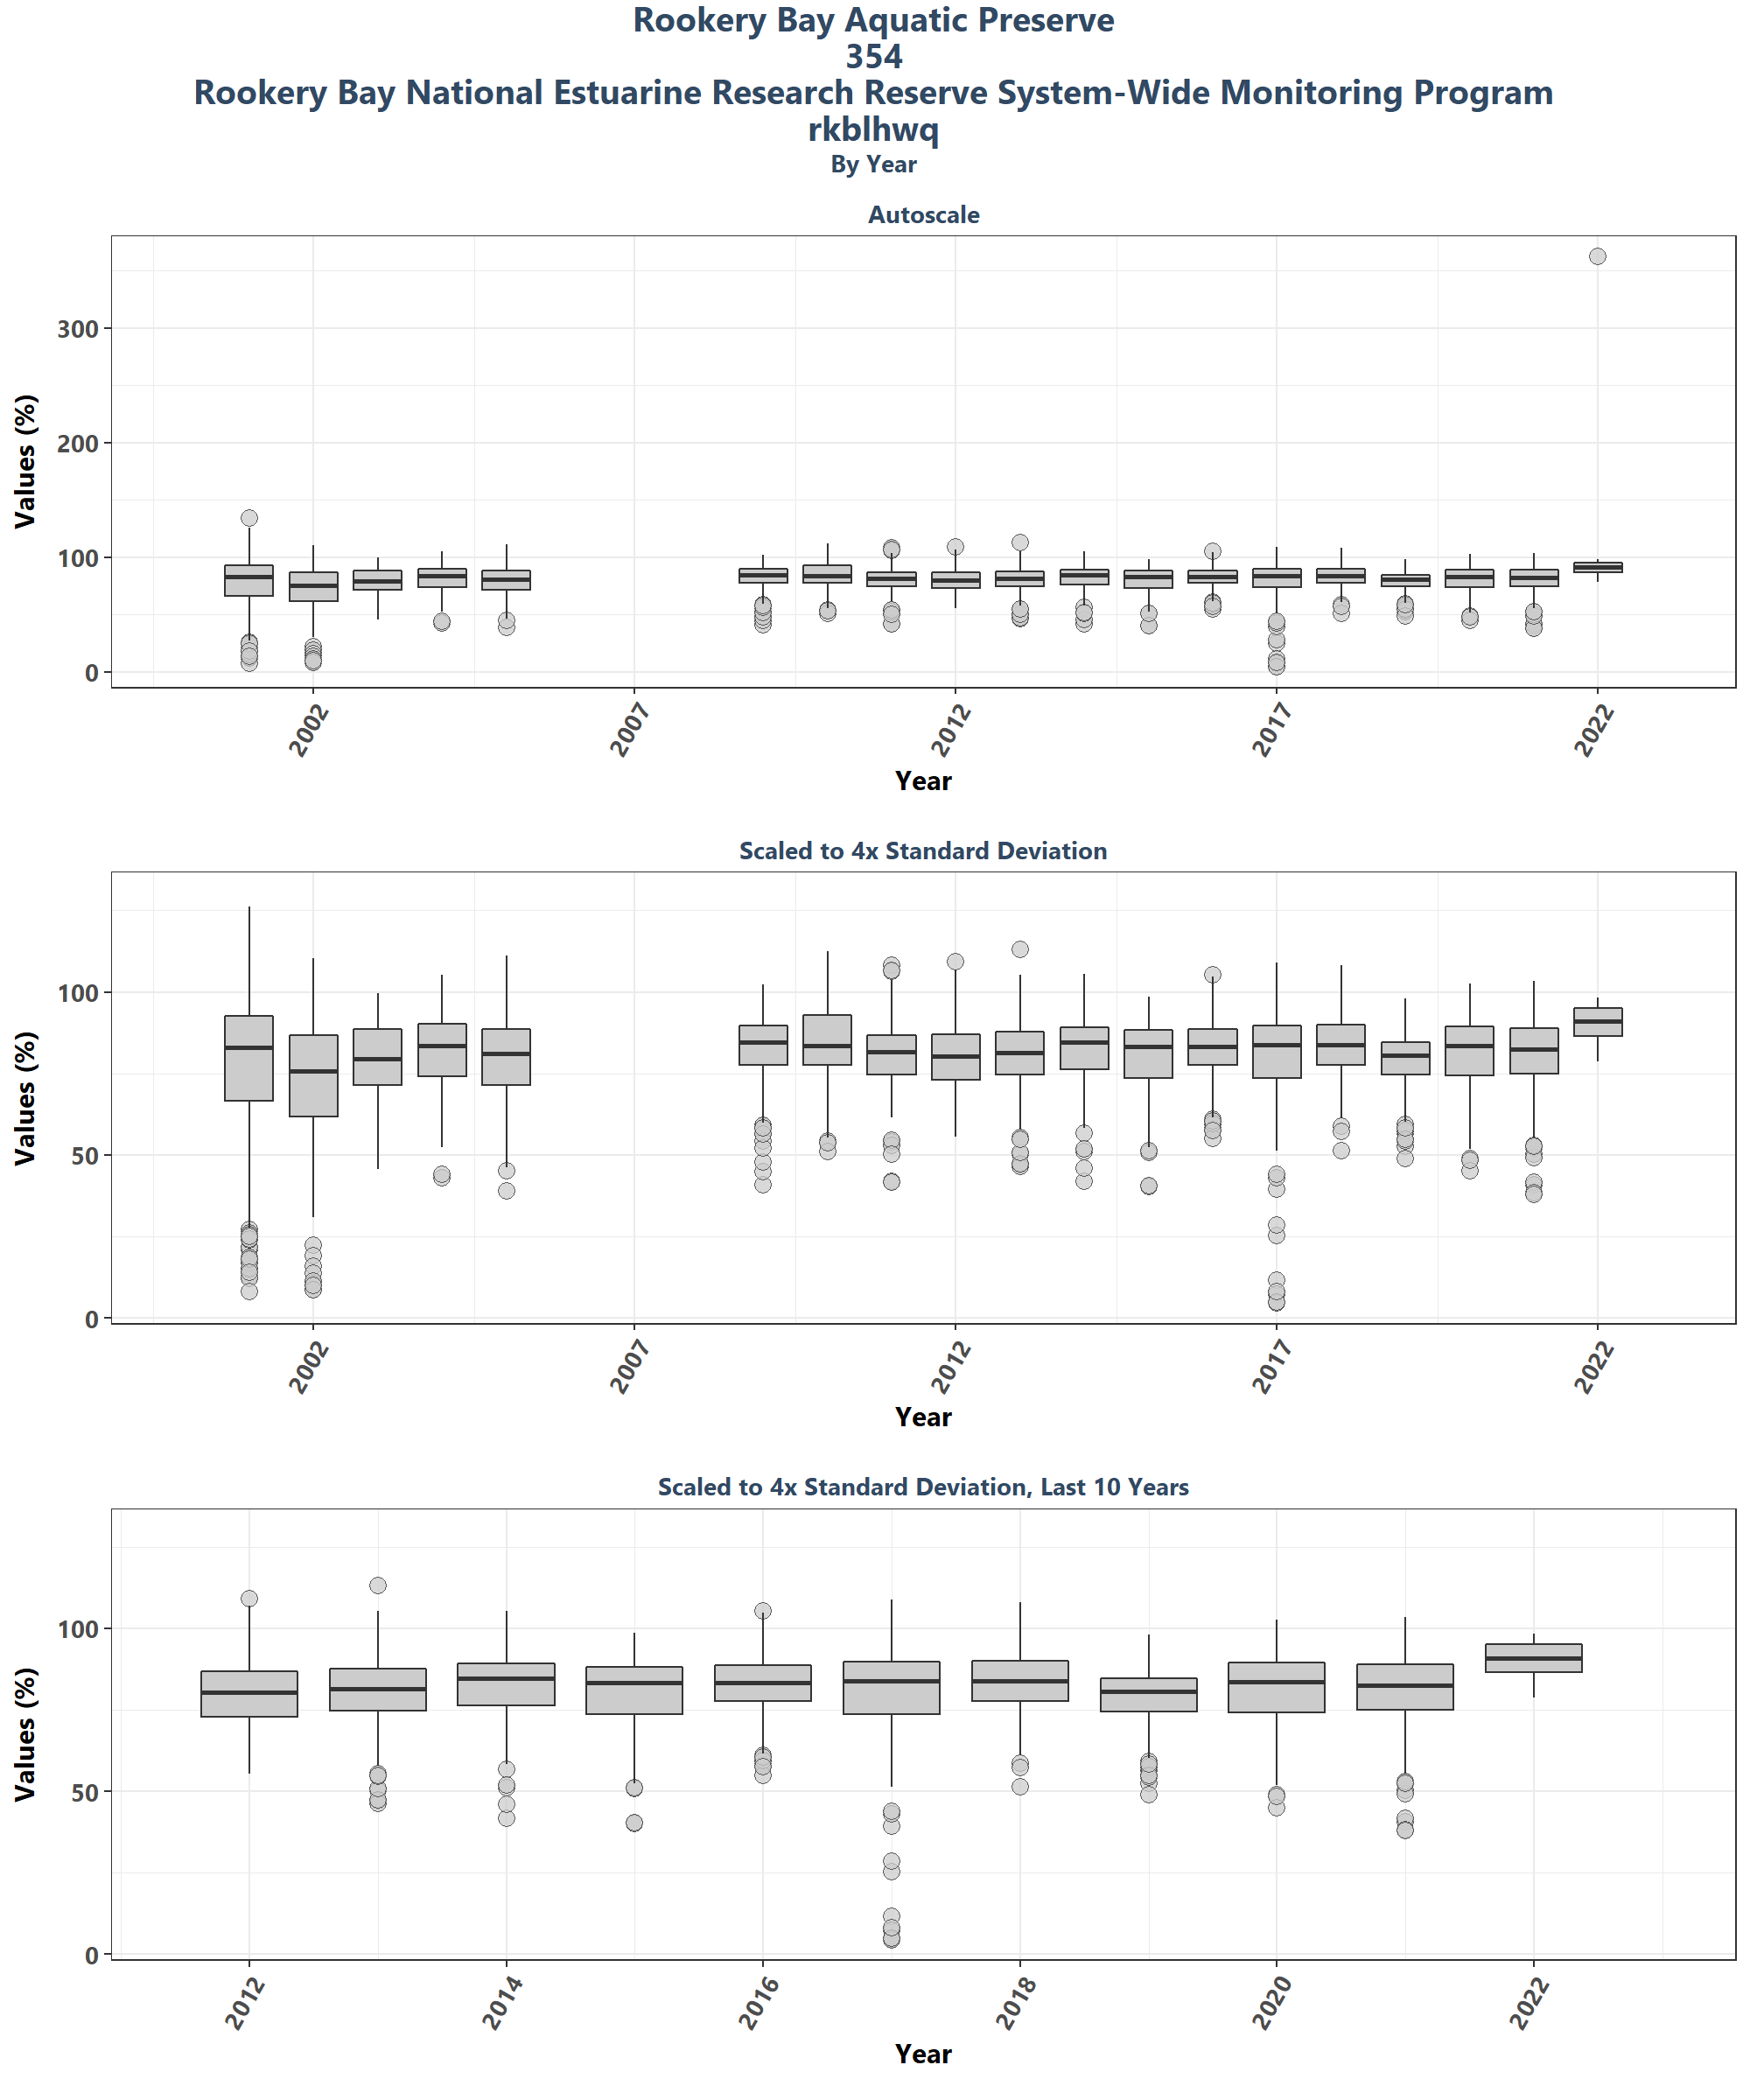 Rookery Bay Aquatic Preserve
354
Rookery Bay National Estuarine Research Reserve System-Wide Monitoring Program
rkblhwq
By Year
Autoscale
Values (%)
300
200
100
0
2002
2007
2012
2017
2022
Year
Scaled to 4x Standard Deviation
Values (%)
100
50
0
2002
2007
2012
2017
2022
Year
Scaled to 4x Standard Deviation, Last 10 Years
Values (%)
100
50
0
2012
2014
2016
2018
2020
2022
Year